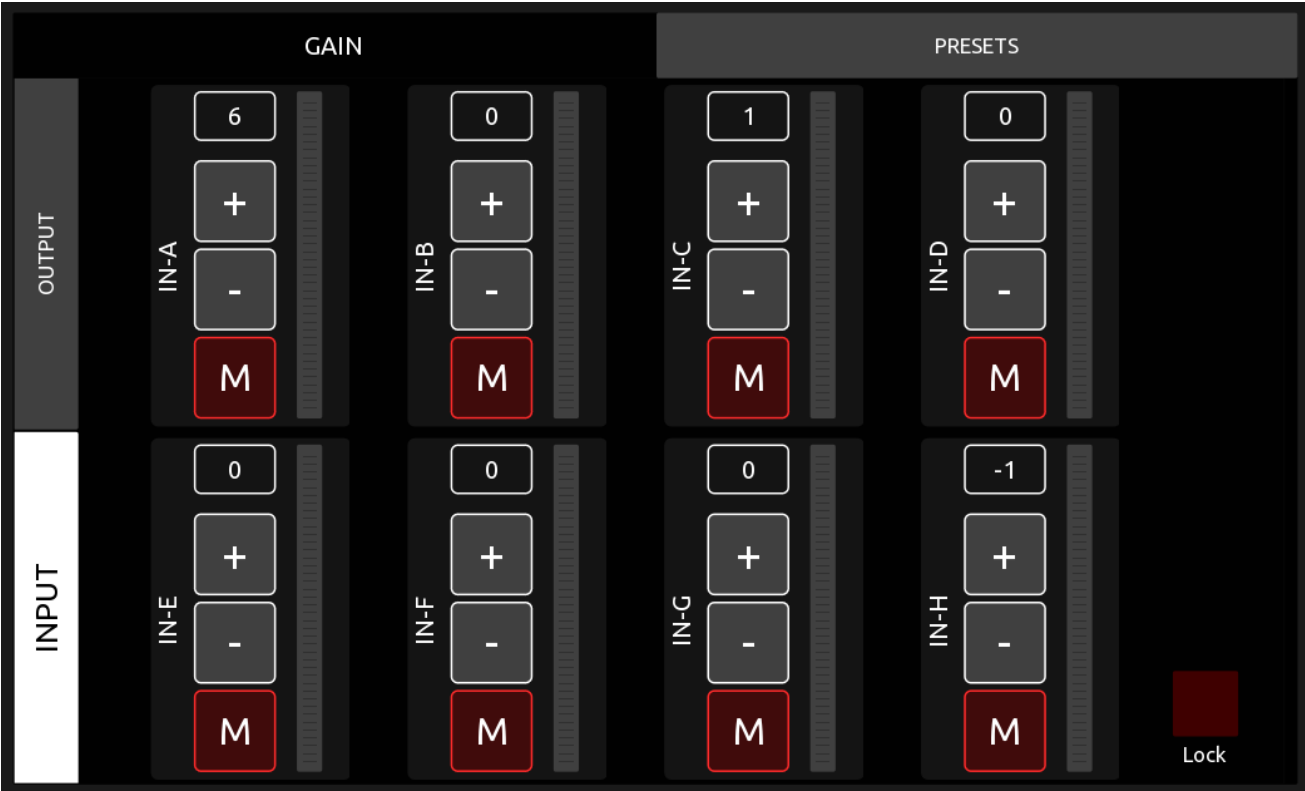 GAIN
PRESETS
OUTPUT
IN-A
6
+
-
M
IN-B
0
+
-
M
IN-C
1
+
-
M
IN-D
0
+
-
M
INPUT
IN-E
0
+
-
M
IN-F
0
+
-
M
IN-G
0
+
-
M
IN-H
-1
+
-
M
Lock